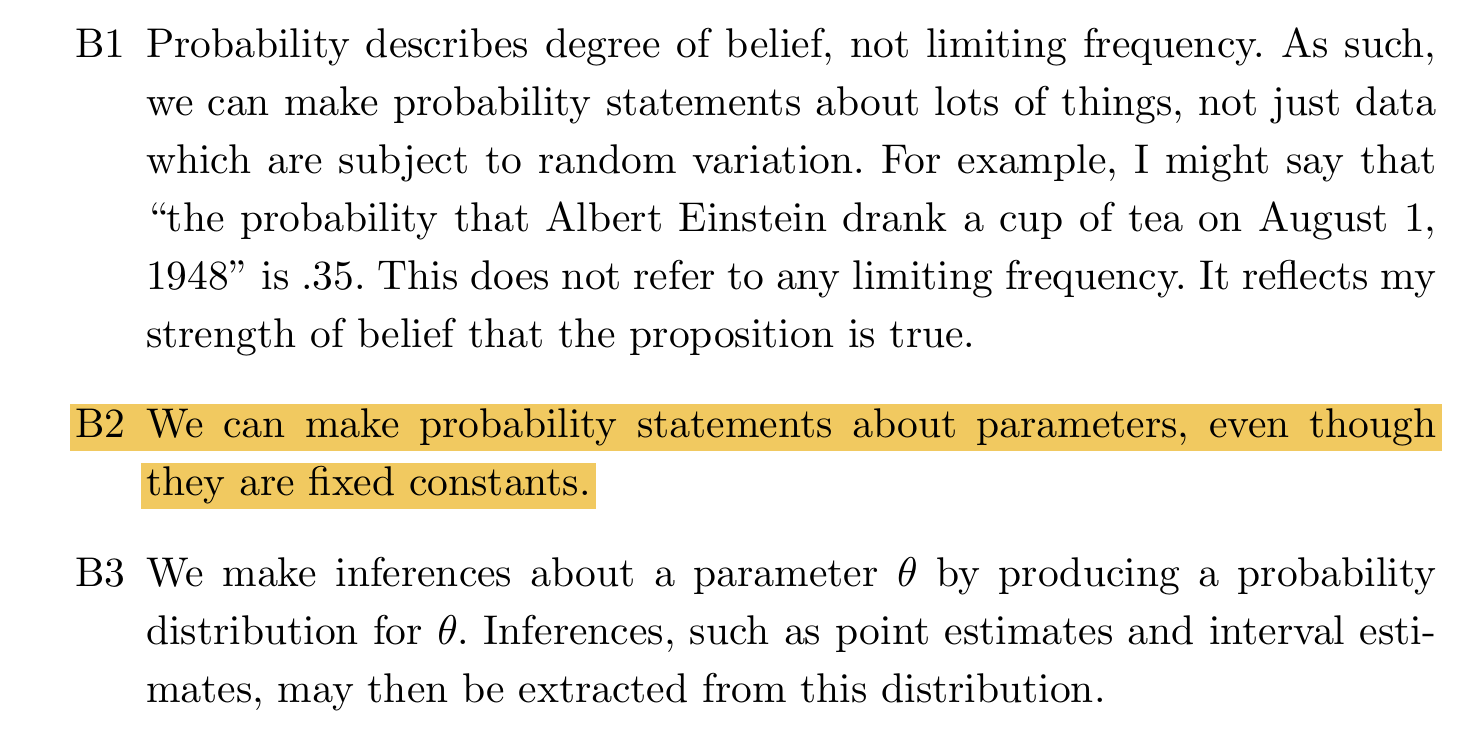 B1 Probability describes degree of belief, not limiting frequency. As such,
we can make probability statements about lots of things, not just data
which are subject to random variation. For example, I might say that
“the probability that Albert Einstein drank a cup of tea on August 1,
1948” is .35. This does not refer to any limiting frequency. It reflects my
strength of belief that the proposition is true.
B2 We can make probability statements about parameters, even though
they are fixed constants.
B3 We make inferences about a parameter θ by producing a probability
distribution for θ. Inferences, such as point estimates and interval esti-
mates, may then be extracted from this distribution.